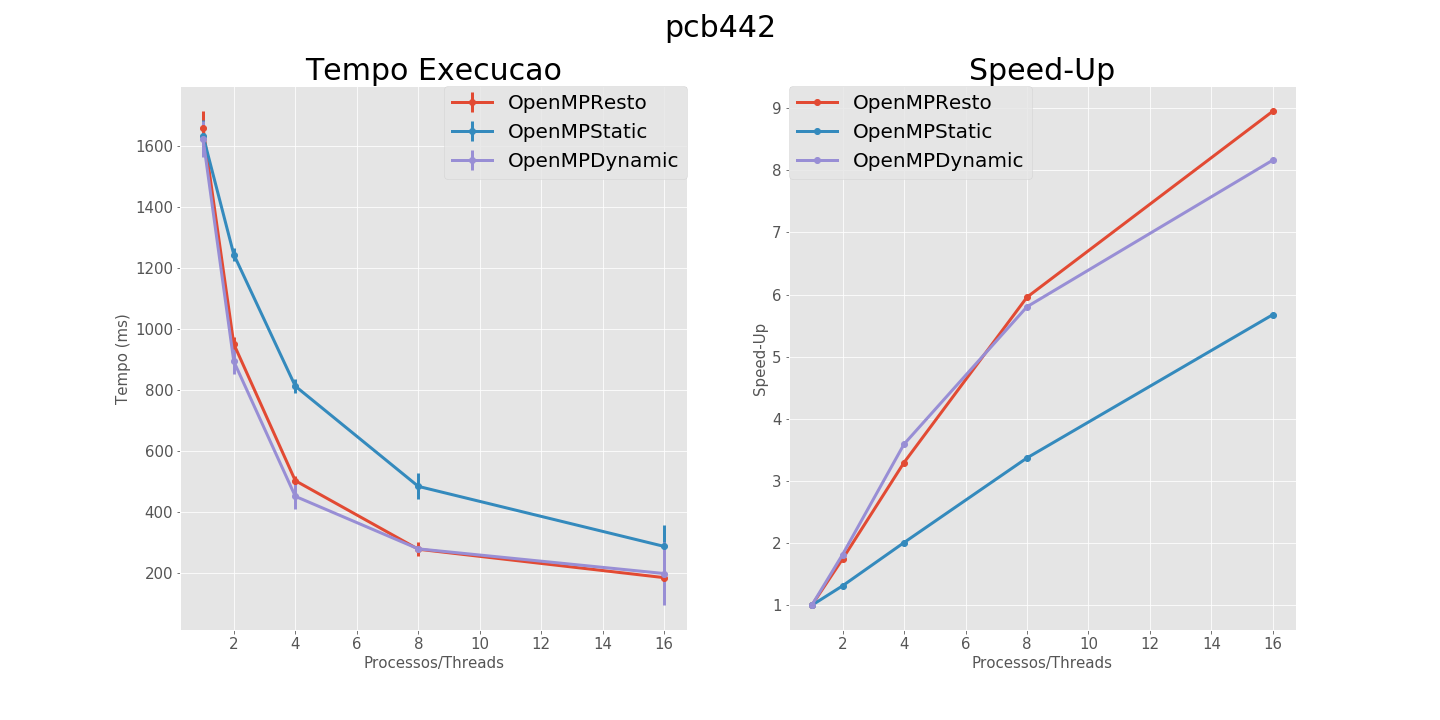 pcb442
Tempo Execucao
OpenMPResto
OpenMPStatic
OpenMPDynamic
1600
1400
1200
1000
800
600
400
200
Tempo (ms)
2 4 6 8 10 12 14 16
Processos/Threads
Speed-Up
OpenMPResto
OpenMPStatic
OpenMPDynamic
9
8
7
6
5
4
3
2
1
Speed-Up
2 4 6 8 10 12 14 16
Processos/Threads